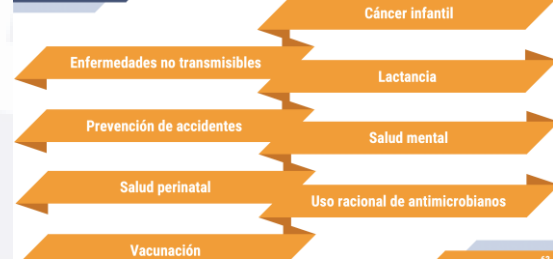 Cáncer infantil
Enfermedades no transmisibles
Lactancia
Prevención de accidentes
Salud mental
Salud perinatal
Uso racional de antimicrobianos
Vacunación